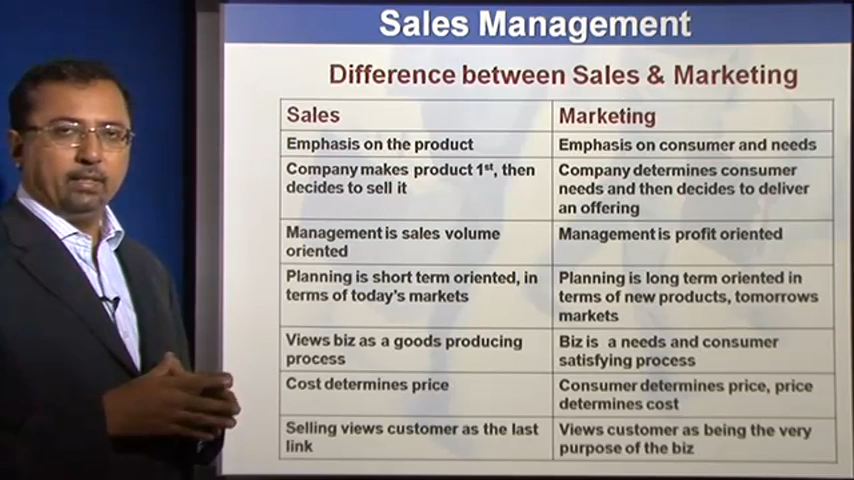 Sales Management
Difference between Sales & Marketing
Sales
Marketing
Emphasis on the product
Emphasis on consumer and needs
Company makes product 1st, then
decides to sell it
Company determines consumer
needs and then decides to deliver
an offering
Management is sales volume
oriented
Management is profit oriented
Planning is short term oriented, in
terms of today's markets
Planning is long term oriented in
terms of new products, tomorrows
markets
Views biz as a goods producing
process
Biz is a needs and consumer
satisfying process
Cost determines price
Consumer determines price, price
determines cost
Selling views customer as the last
link
Views customer as being the very
purpose of the biz